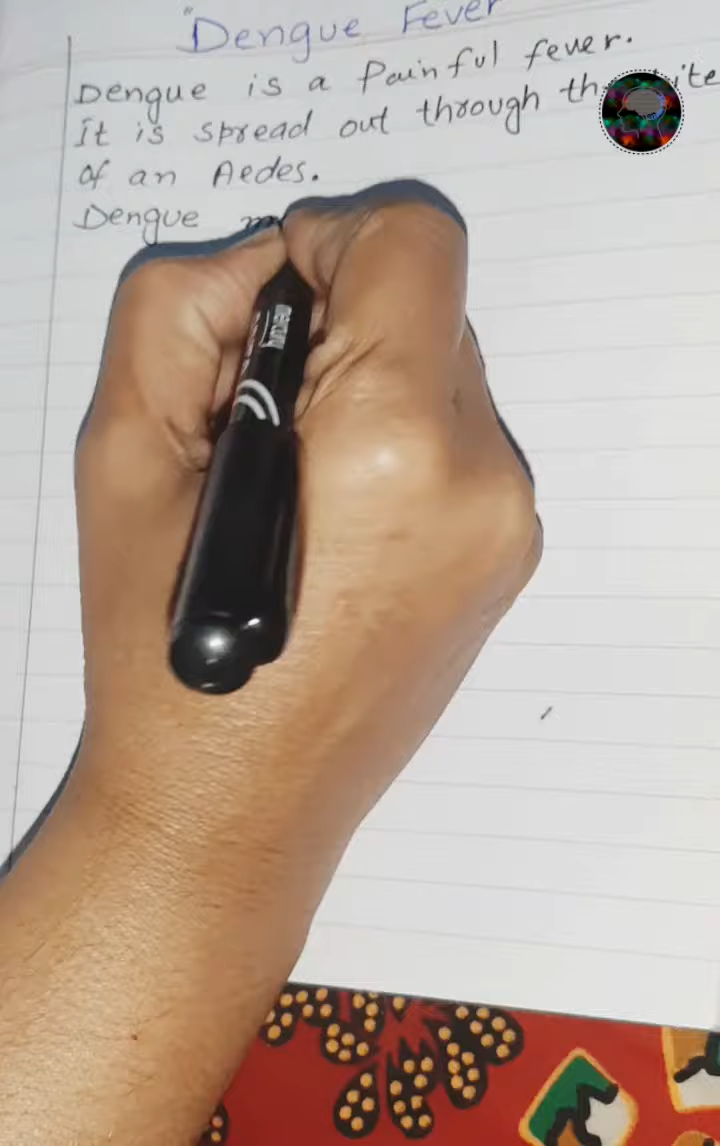 "Dengue Fever
Dengue is a Painful fever.
It is spread out through
of an Aedes.
Dengue